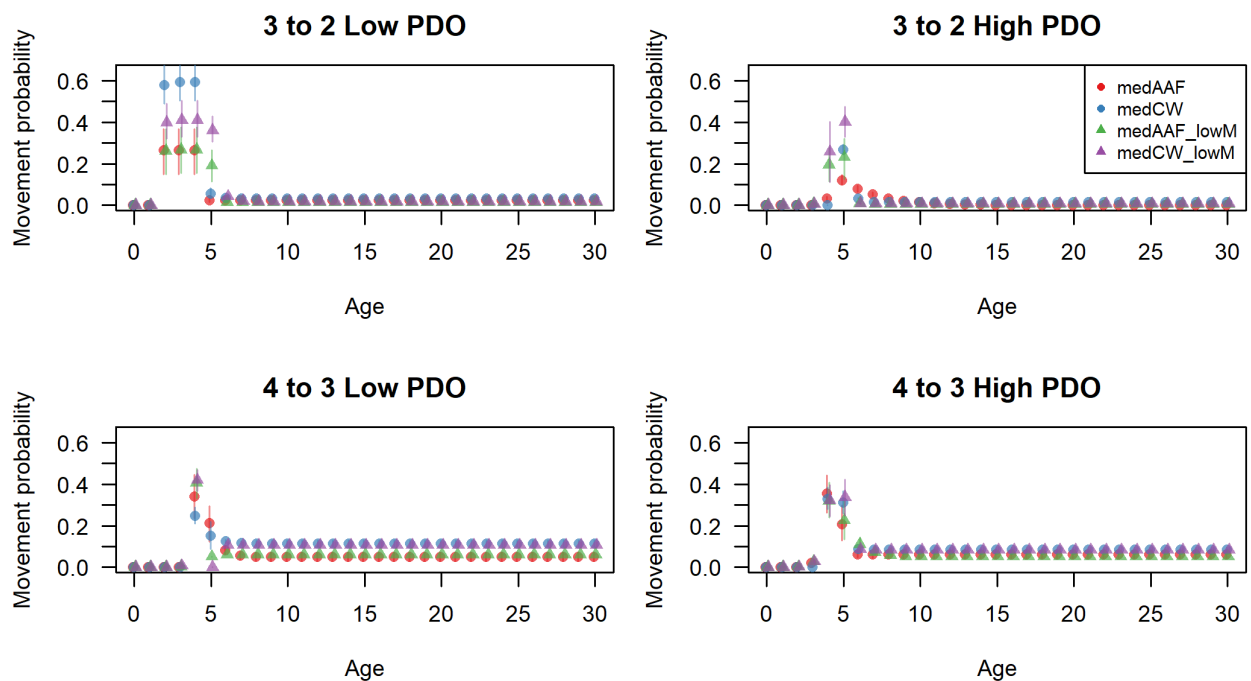 3 to 2 Low PDO
Movement probability
0.6
0.4
0.2
0.0
0 5 10 15 20 25 30
Age
3 to 2 High PDO
Movement probability
0.6
0.4
0.2
0.0
medAAF
medCW
medAAF_lowM
medCW_lowM
0 5 10 15 20 25 30
Age
4 to 3 Low PDO
Movement probability
0.6
0.4
0.2
0.0
0 5 10 15 20 25 30
Age
4 to 3 High PDO
Movement probability
0.6
0.4
0.2
0.0
0 5 10 15 20 25 30
Age